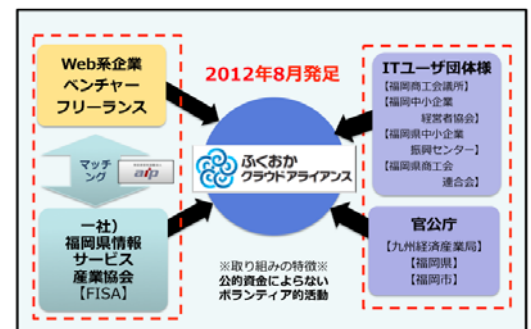 Web系企業
ベンチャー
フリーランス
マッチ
ング
arp
一社)
福岡県情報
サービス
産業協会
【FISA】
2012年8月発足
ふくおか
クラウドアライアンス
※取り組みの特徴※
公的資金によらない
ボランティア的活動
ITユーザ団体様
【福岡商工会議所】
【福岡中小企業
経営者協会】
【福岡県中小企業
振興センター】
【福岡県商工会
連合会】
官公庁
【九州経済産業局】
【福岡県】
【福岡市】